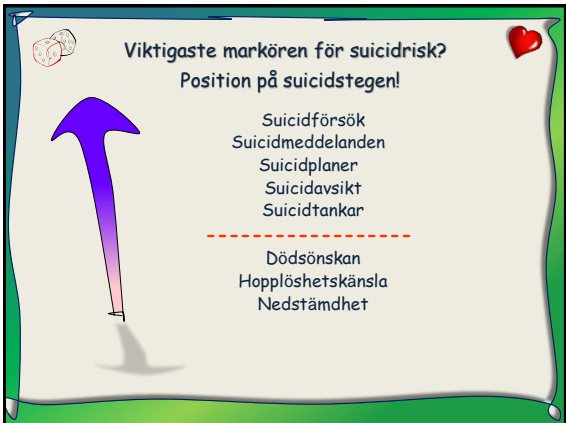 Viktigaste markören för suicidrisk?
Position på suicidstegen!
Suicidförsök
Suicidmeddelanden
Suicidplaner
Suicidavsikt
Suicidtankar
Dödsönskan
Hopplöshetskänsla
Nedstämdhet